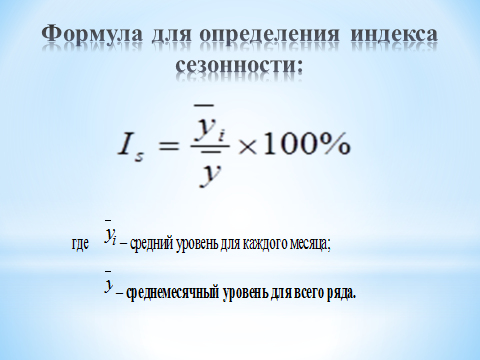 Формула для определения индекса
сезонности:
I_s = ȳ_i / ȳ ×100%
где ȳ_i – средний уровень для каждого месяца;
ȳ – среднемесячный уровень для всего ряда.